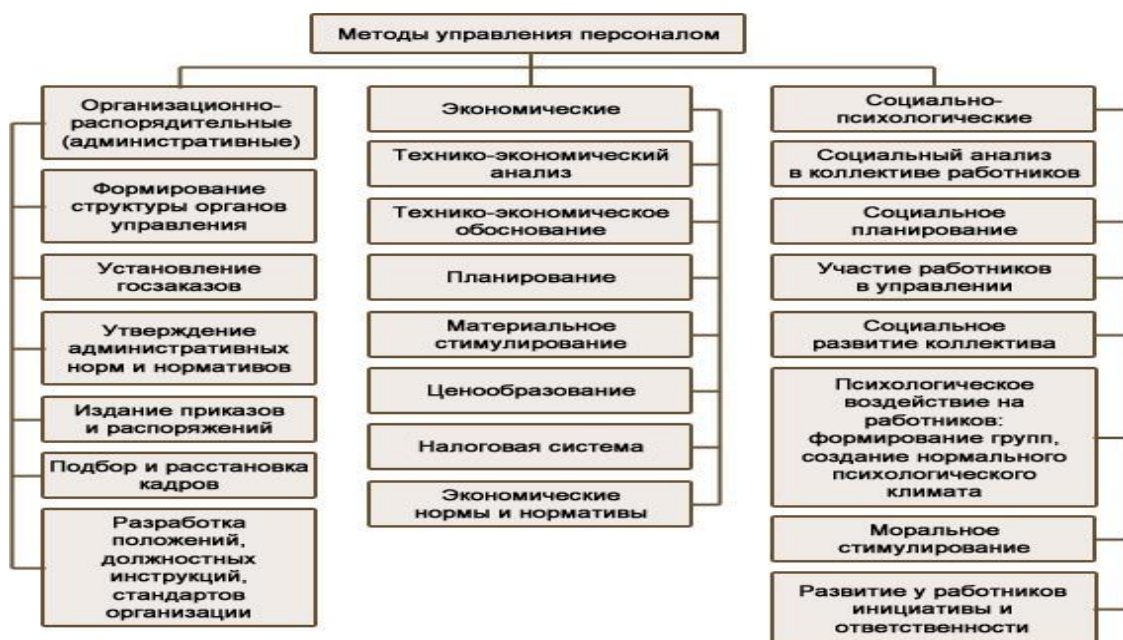 Методы управления персоналом
Организационно-
распорядительные
(административные)
Формирование
структуры органов
управления
Установление
госзаказов
Утверждение
административных
норм и нормативов
Издание приказов
и распоряжений
Подбор и расстановка
кадров
Разработка
положений,
должностных
инструкций,
стандартов
организации
Экономические
Технико-экономический
анализ
Технико-экономическое
обоснование
Планирование
Материальное
стимулирование
Ценообразование
Налоговая система
Экономические
нормы и нормативы
Социально-
психологические
Социальный анализ
в коллективе работников
Социальное
планирование
Участие работников
в управлении
Социальное
развитие коллектива
Психологическое
воздействие на
работников:
формирование групп,
создание нормального
психологического
климата
Моральное
стимулирование
Развитие у работников
инициативы и
ответственности